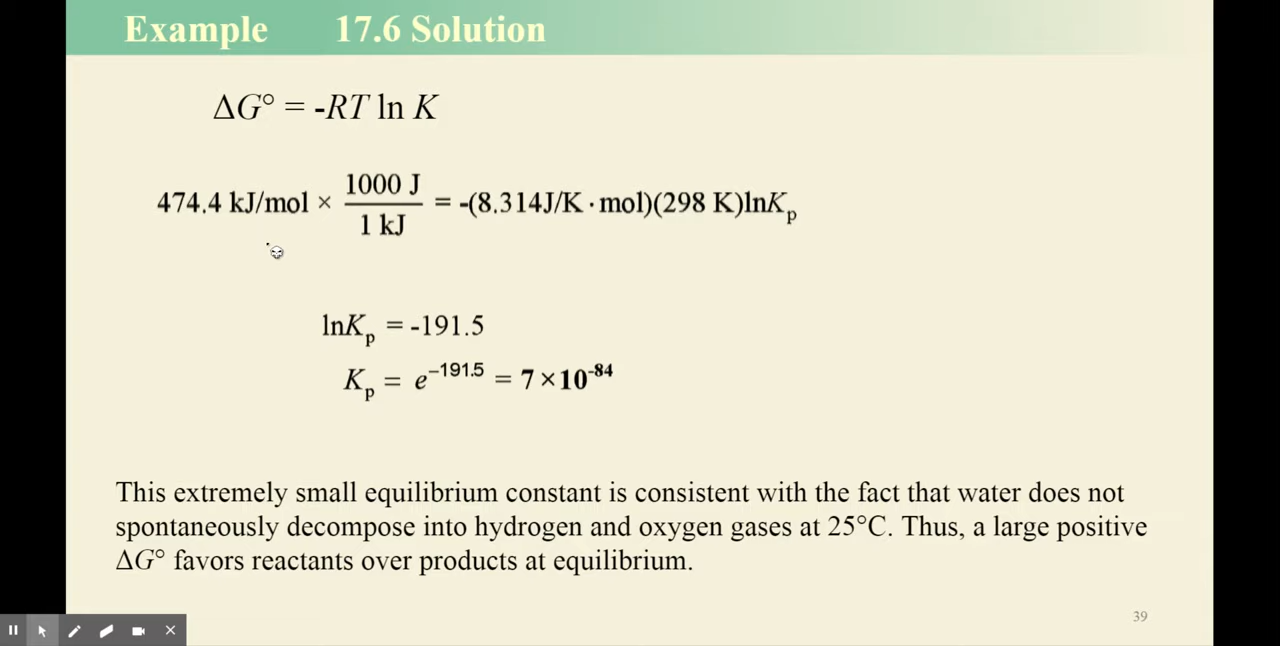 Example 17.6 Solution
ΔG° = -RT ln K
474.4 kJ/mol × 1000 J / 1 kJ = -(8.314J/K · mol)(298 K)lnKp
lnKp = -191.5
Kp = e^-191.5 = 7 × 10^-84
This extremely small equilibrium constant is consistent with the fact that water does not
spontaneously decompose into hydrogen and oxygen gases at 25°C. Thus, a large positive
ΔG° favors reactants over products at equilibrium.
39